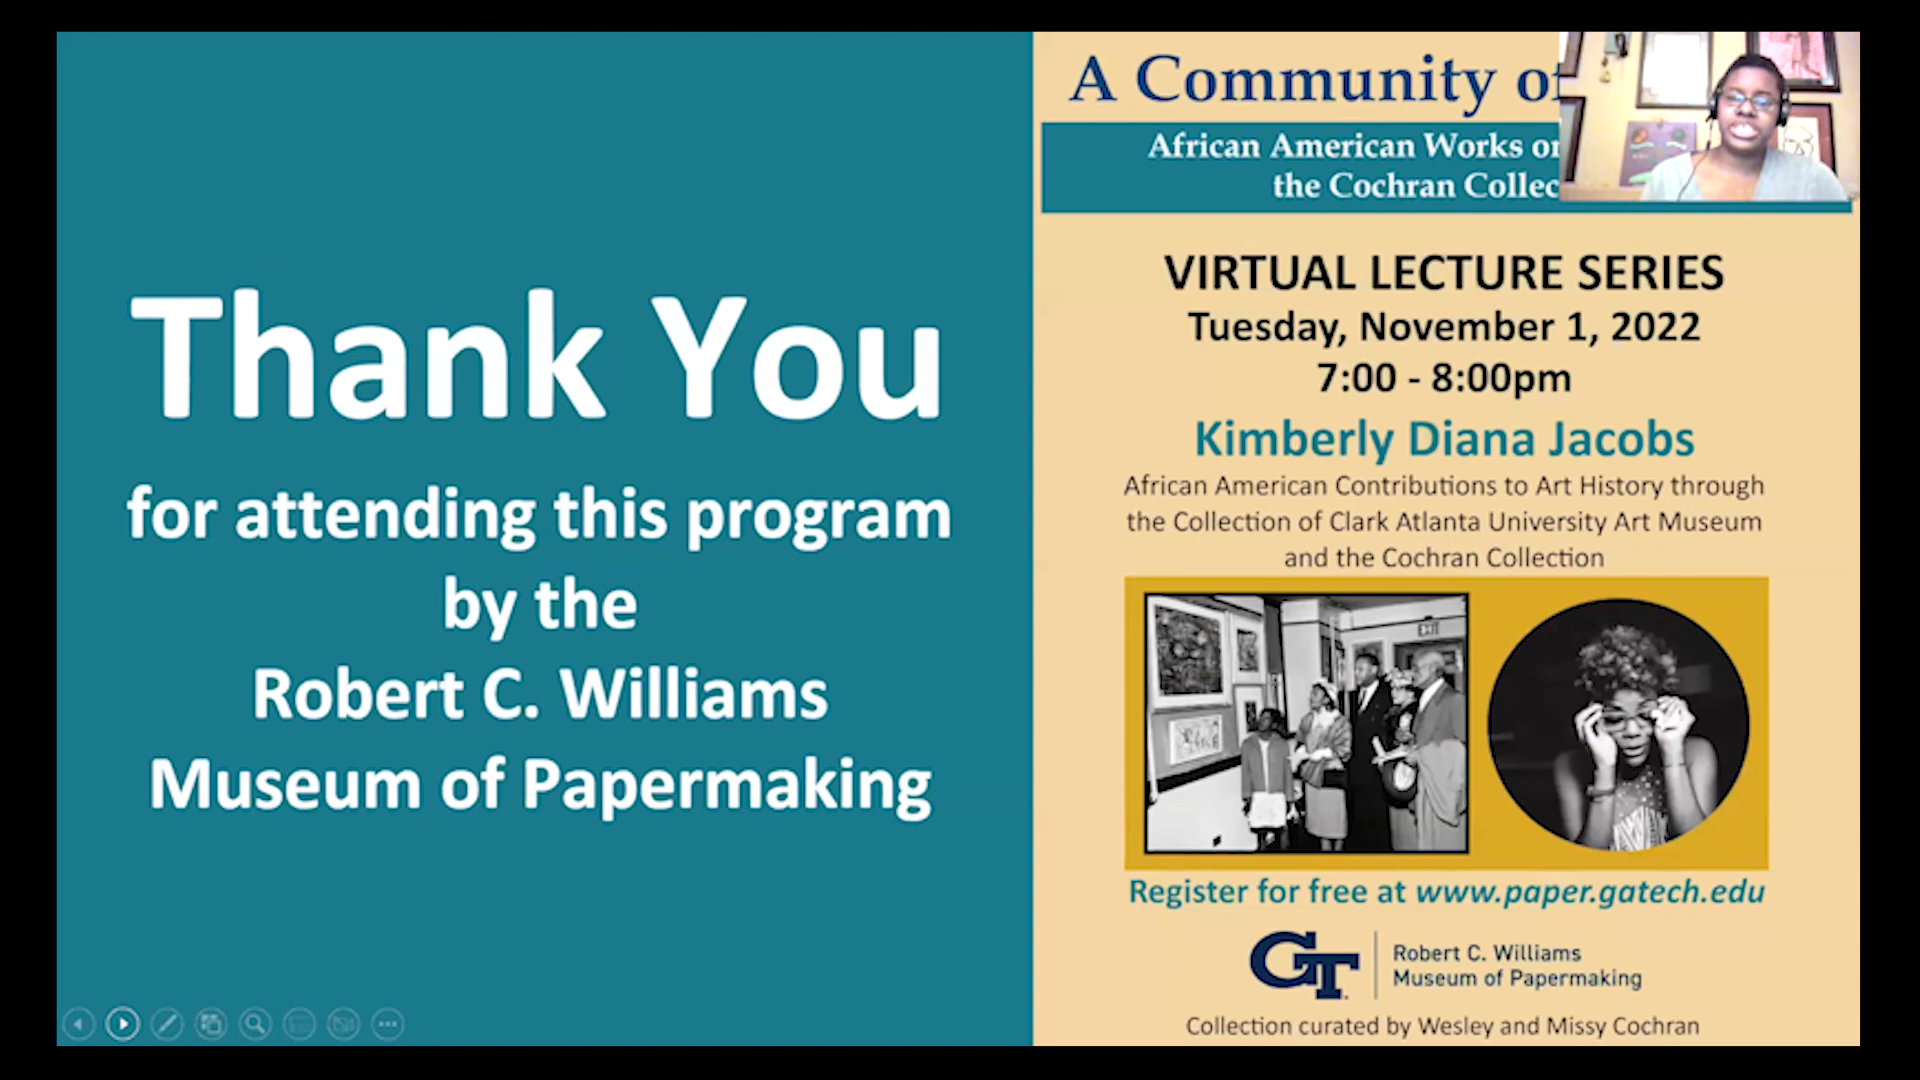 Thank You
for attending this program
by the
Robert C. Williams
Museum of Papermaking
A Community of
African American Works on
the Cochran Collec
VIRTUAL LECTURE SERIES
Tuesday, November 1, 2022
7:00 - 8:00pm
Kimberly Diana Jacobs
African American Contributions to Art History through
the Collection of Clark Atlanta University Art Museum
and the Cochran Collection
EXIT
Register for free at www.paper.gatech.edu
GT
Robert C. Williams
Museum of Papermaking
Collection curated by Wesley and Missy Cochran